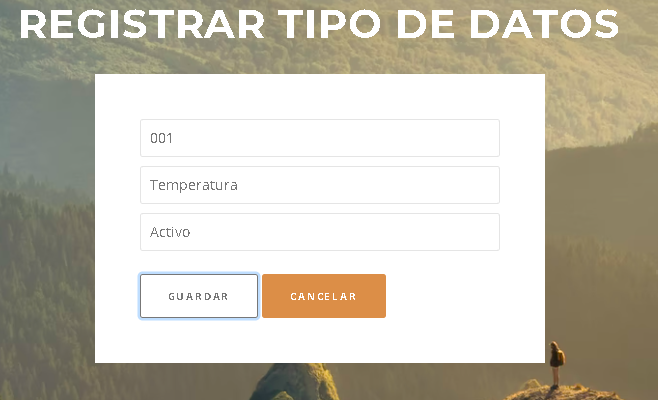 REGISTRAR TIPO DE DATOS
001
Temperatura
Activo
GUARDAR CANCELAR